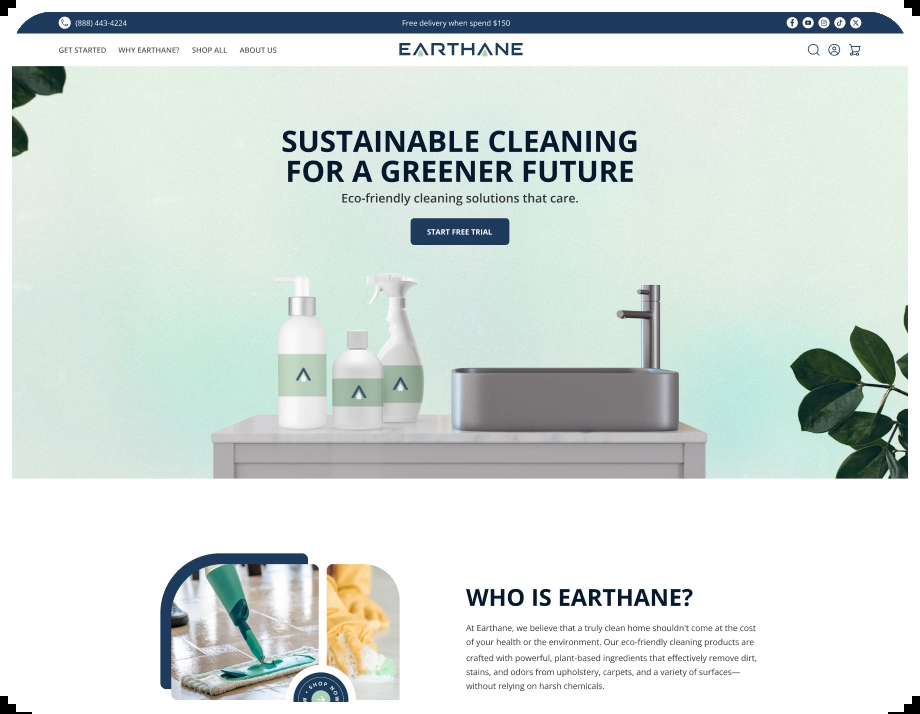 (888) 443-4224
Free delivery when spend $150
GET STARTED WHY EARTHANE? SHOP ALL ABOUT US
EARTHANE
SUSTAINABLE CLEANING
FOR A GREENER FUTURE
Eco-friendly cleaning solutions that care.
START FREE TRIAL
WHO IS EARTHANE?
At Earthane, we believe that a truly clean home shouldn't come at the cost
of your health or the environment. Our eco-friendly cleaning products are
crafted with powerful, plant-based ingredients that effectively remove dirt,
stains, and odors from upholstery, carpets, and a variety of surfaces—
without relying on harsh chemicals.
SHOP NOW